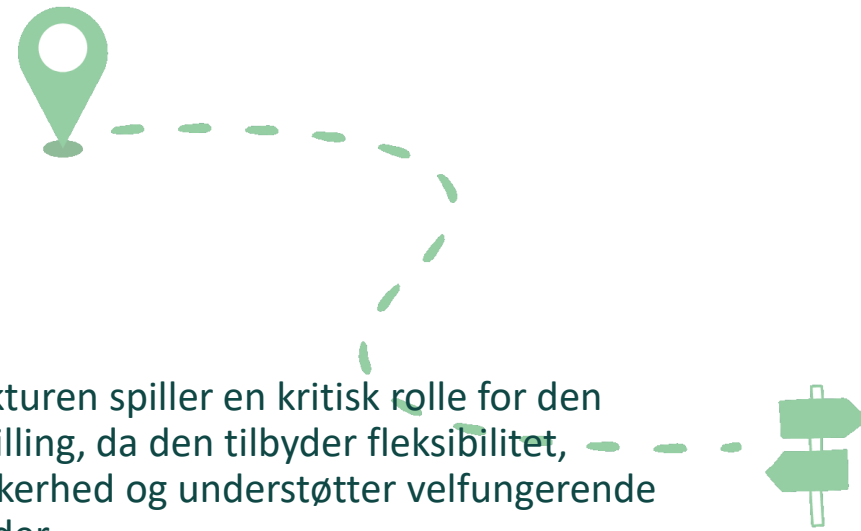 kturen spiller en kritisk rolle for den
illing, da den tilbyder fleksibilitet,
kerhed og understøtter velfungerende